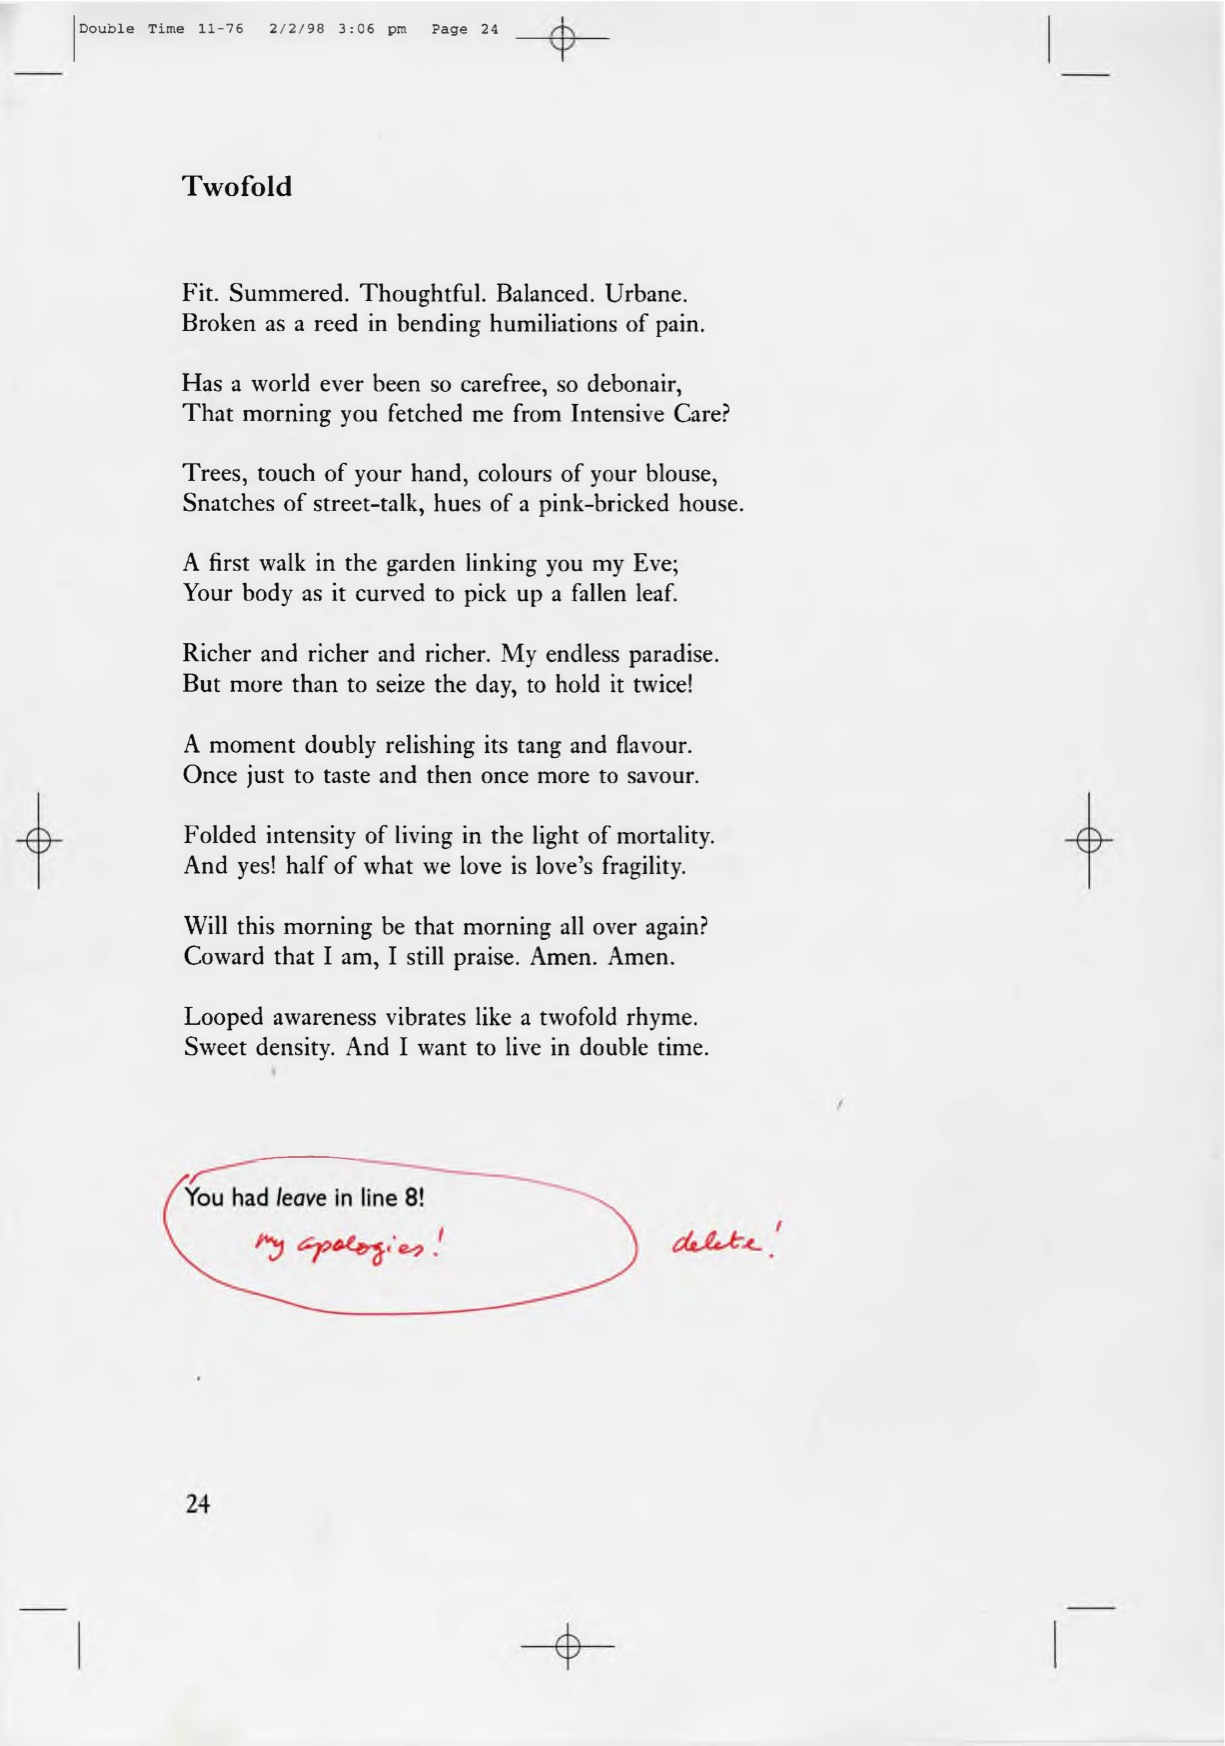 Double Time 11-76 2/2/98 3:06 pm Page 24
Twofold
Fit. Summered. Thoughtful. Balanced. Urbane.
Broken as a reed in bending humiliations of pain.
Has a world ever been so carefree, so debonair,
That morning you fetched me from Intensive Care?
Trees, touch of your hand, colours of your blouse,
Snatches of street-talk, hues of a pink-bricked house.
A first walk in the garden linking you my Eve;
Your body as it curved to pick up a fallen leaf.
Richer and richer and richer. My endless paradise.
But more than to seize the day, to hold it twice!
A moment doubly relishing its tang and flavour.
Once just to taste and then once more to savour.
Folded intensity of living in the light of mortality.
And yes! half of what we love is love’s fragility.
Will this morning be that morning all over again?
Coward that I am, I still praise. Amen. Amen.
Looped awareness vibrates like a twofold rhyme.
Sweet density. And I want to live in double time.
You had leave in line 8!
my apologies! delete!
24